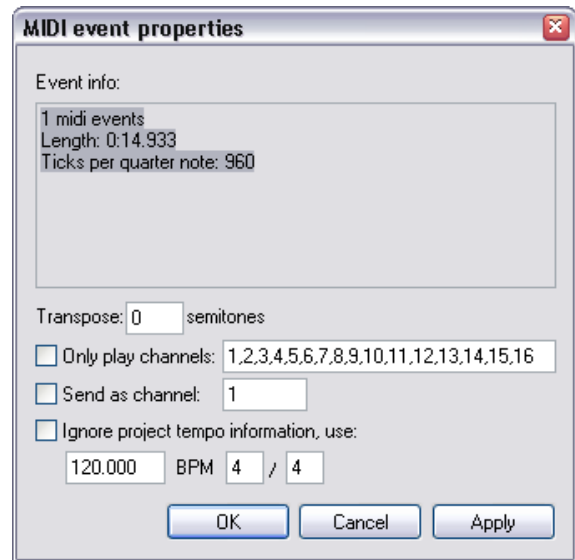 MIDI event properties
Event info:
1 midi events
Length: 0:14.933
Ticks per quarter note: 960
Transpose: 0 semitones
Only play channels: 1,2,3,4,5,6,7,8,9,10,11,12,13,14,15,16
Send as channel: 1
Ignore project tempo information, use:
120.000 BPM 4 / 4
OK Cancel Apply